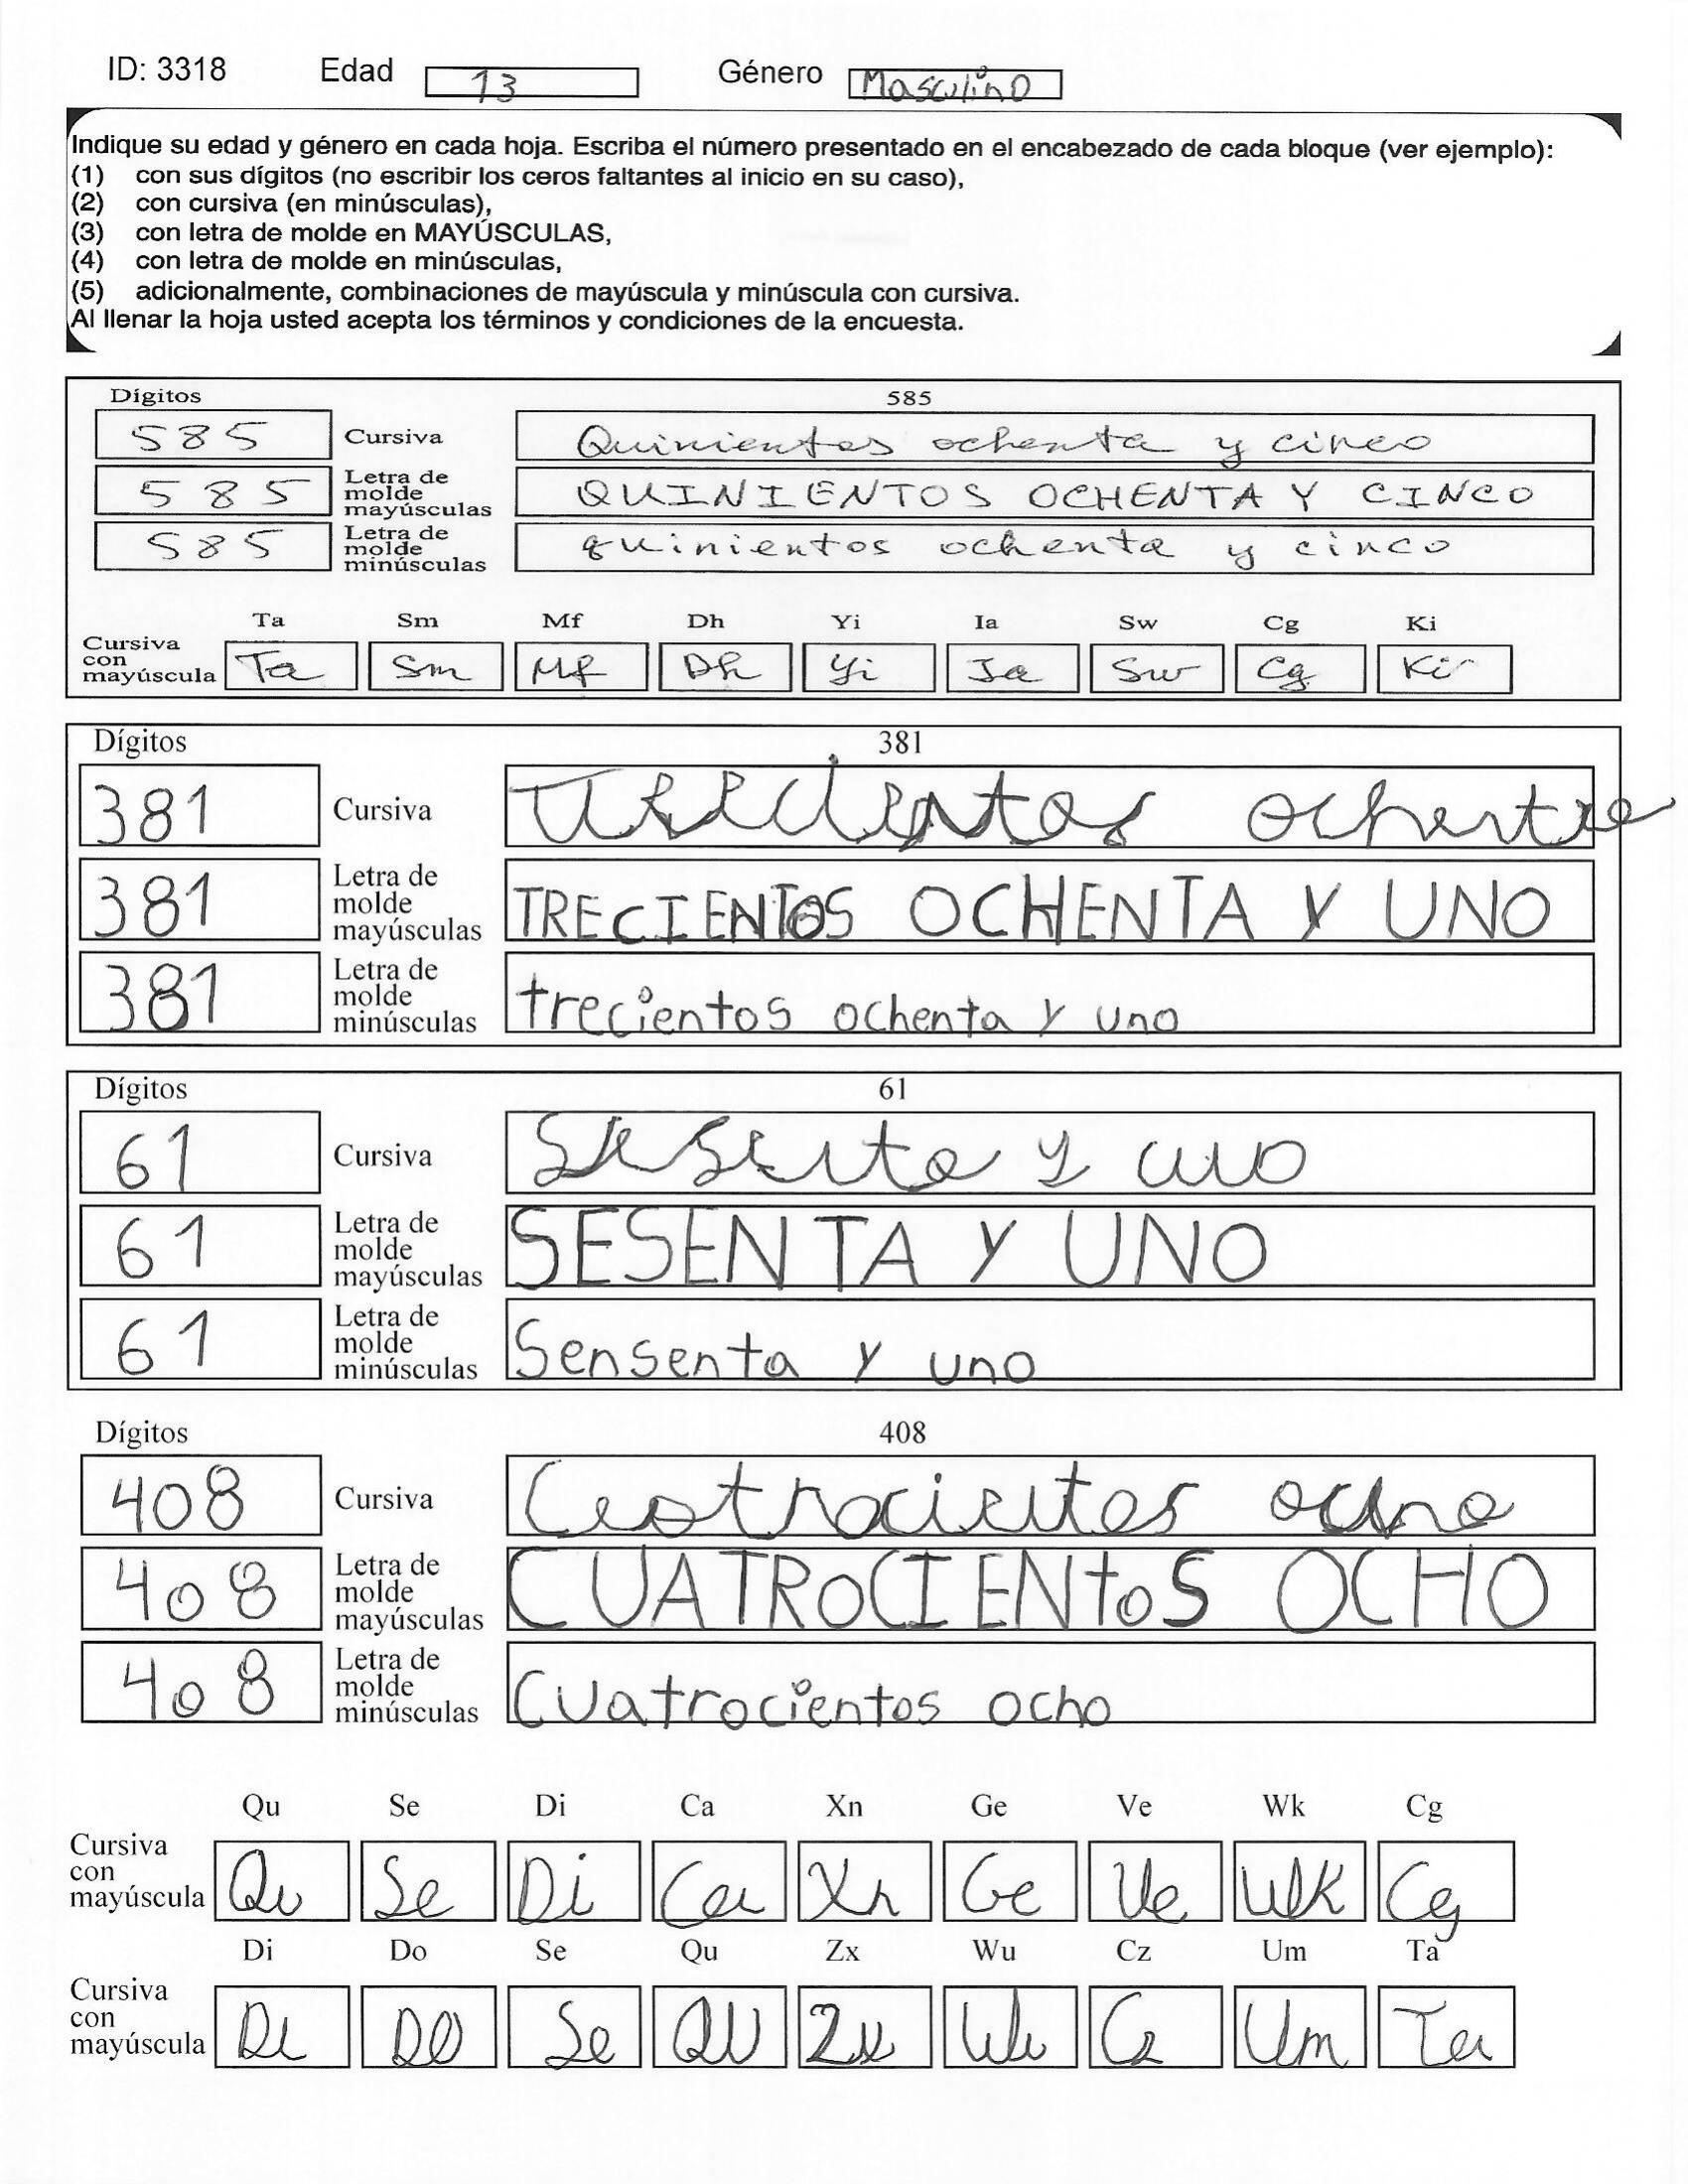 ID: 3318 Edad 13 Género Masculino
Indique su edad y género en cada hoja. Escriba el número presentado en el encabezado de cada bloque (ver ejemplo):
(1) con sus dígitos (no escribir los ceros faltantes al inicio en su caso),
(2) con cursiva (en minúsculas),
(3) con letra de molde en MAYÚSCULAS,
(4) con letra de molde en minúsculas,
(5) adicionalmente, combinaciones de mayúscula y minúscula con cursiva.
Al llenar la hoja usted acepta los términos y condiciones de la encuesta.
Dígitos 585
585 Cursiva Quinientos ochenta y cinco
585 Letra de molde mayúsculas QUINIENTOS OCHENTA Y CINCO
585 Letra de molde minúsculas quinientos ochenta y cinco
Ta Sm Mf Dh Yi Ia Sw Cg Ki
Cursiva con mayúscula Ta Sm Mf Dh Yi Ia Sw Cg Ki
Dígitos 381
381 Cursiva Trecientos ochenta
381 Letra de molde mayúsculas TRECIENTOS OCHENTA Y UNO
381 Letra de molde minúsculas trecientos ochenta y uno
Dígitos 61
61 Cursiva Sesenta y uno
61 Letra de molde mayúsculas SESENTA Y UNO
61 Letra de molde minúsculas Sensenta y uno
Dígitos 408
408 Cursiva Cuatrocientos ocho
408 Letra de molde mayúsculas CUATROCIENtoS OCHO
408 Letra de molde minúsculas Cuatrocientos ocho
Qu Se Di Ca Xn Ge Ve Wk Cg
Cursiva con mayúscula Qu Se Di Ca Xn Ge Ve Wk Cg
Di Do Se Qu Zx Wu Cz Um Ta
Cursiva con mayúscula Di DO Se QU Zx Wu Cz Um Ta